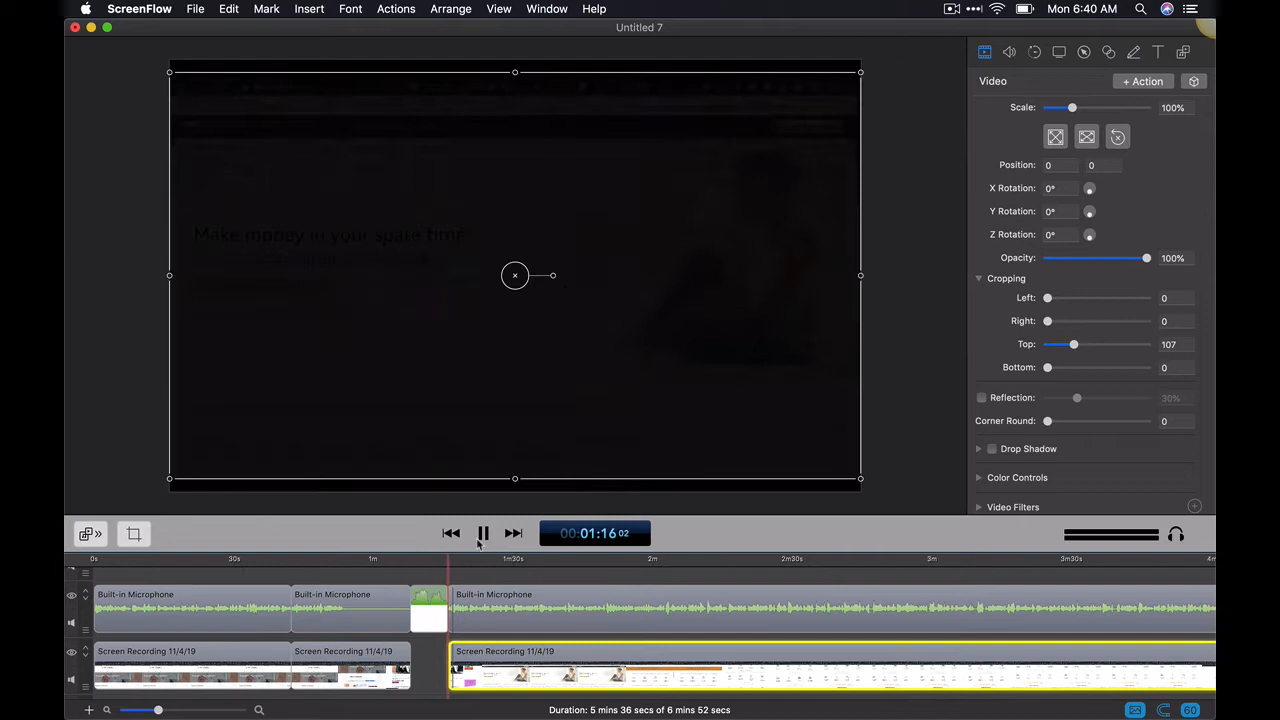 ScreenFlow File Edit Mark Insert Font Actions Arrange View Window Help Mon 6:40 AM
Untitled 7
Video + Action
Scale: 100%
Position: 0 0
X Rotation: 0°
Y Rotation: 0°
Z Rotation: 0°
Opacity: 100%
Cropping
Left: 0
Right: 0
Top: 107
Bottom: 0
Reflection: 30%
Corner Round: 0
Drop Shadow
Color Controls
Video Filters
Make money in your spare time
00:01:16 02
0s 30s 1m 1m30s 2m 2m30s 3m 3m30s 4m
Built-in Microphone Built-in Microphone Built-in Microphone
Screen Recording 11/4/19 Screen Recording 11/4/19 Screen Recording 11/4/19
Duration: 5 mins 36 secs of 6 mins 52 secs
60